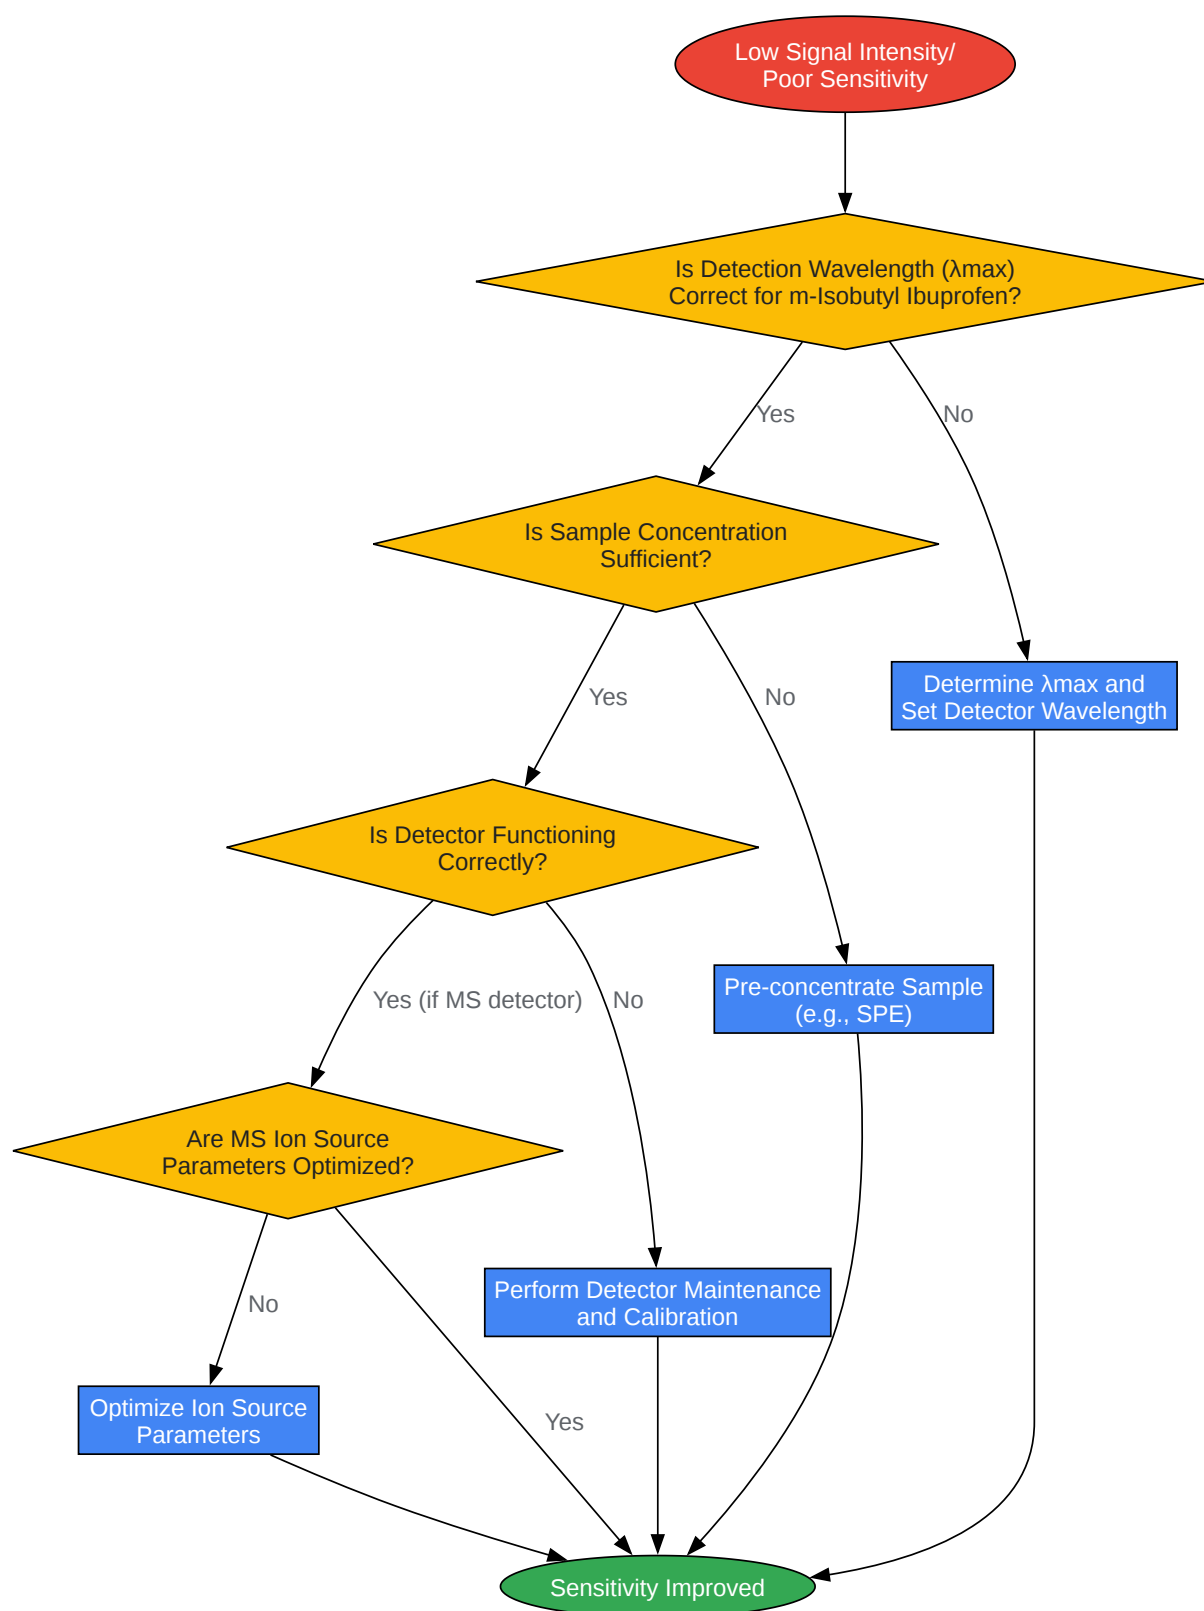 Low Signal Intensity/
Poor Sensitivity
Is Detection Wavelength (λmax)
Correct for m-Isobutyl Ibuprofen?
Yes
No
Is Sample Concentration
Sufficient?
Determine λmax and
Set Detector Wavelength
Yes
No
Is Detector Functioning
Correctly?
Pre-concentrate Sample
(e.g., SPE)
Yes (if MS detector)
No
Are MS Ion Source
Parameters Optimized?
Perform Detector Maintenance
and Calibration
No
Yes
Optimize Ion Source
Parameters
Sensitivity Improved